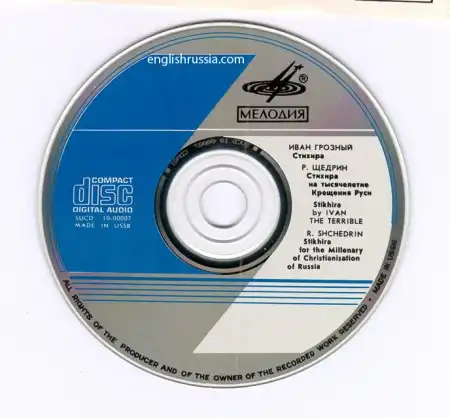 englishrussia.com
®
МЕЛОДИЯ
ИВАН ГРОЗНЫЙ
Стихира
Р. ЩЕДРИН
Стихира
на тысячелетие
Крещения Руси
Stikhira
by IVAN
THE TERRIBLE
R. SHCHEDRIN
Stikhira
for the Millenary
of Christianisation
of Russia
COMPACT
disc
DIGITAL AUDIO
SUCD 10-00007
MADE IN USSR
ALL RIGHTS OF THE PRODUCER AND OF THE OWNER OF THE RECORDED WORK RESERVED • MADE IN USSR